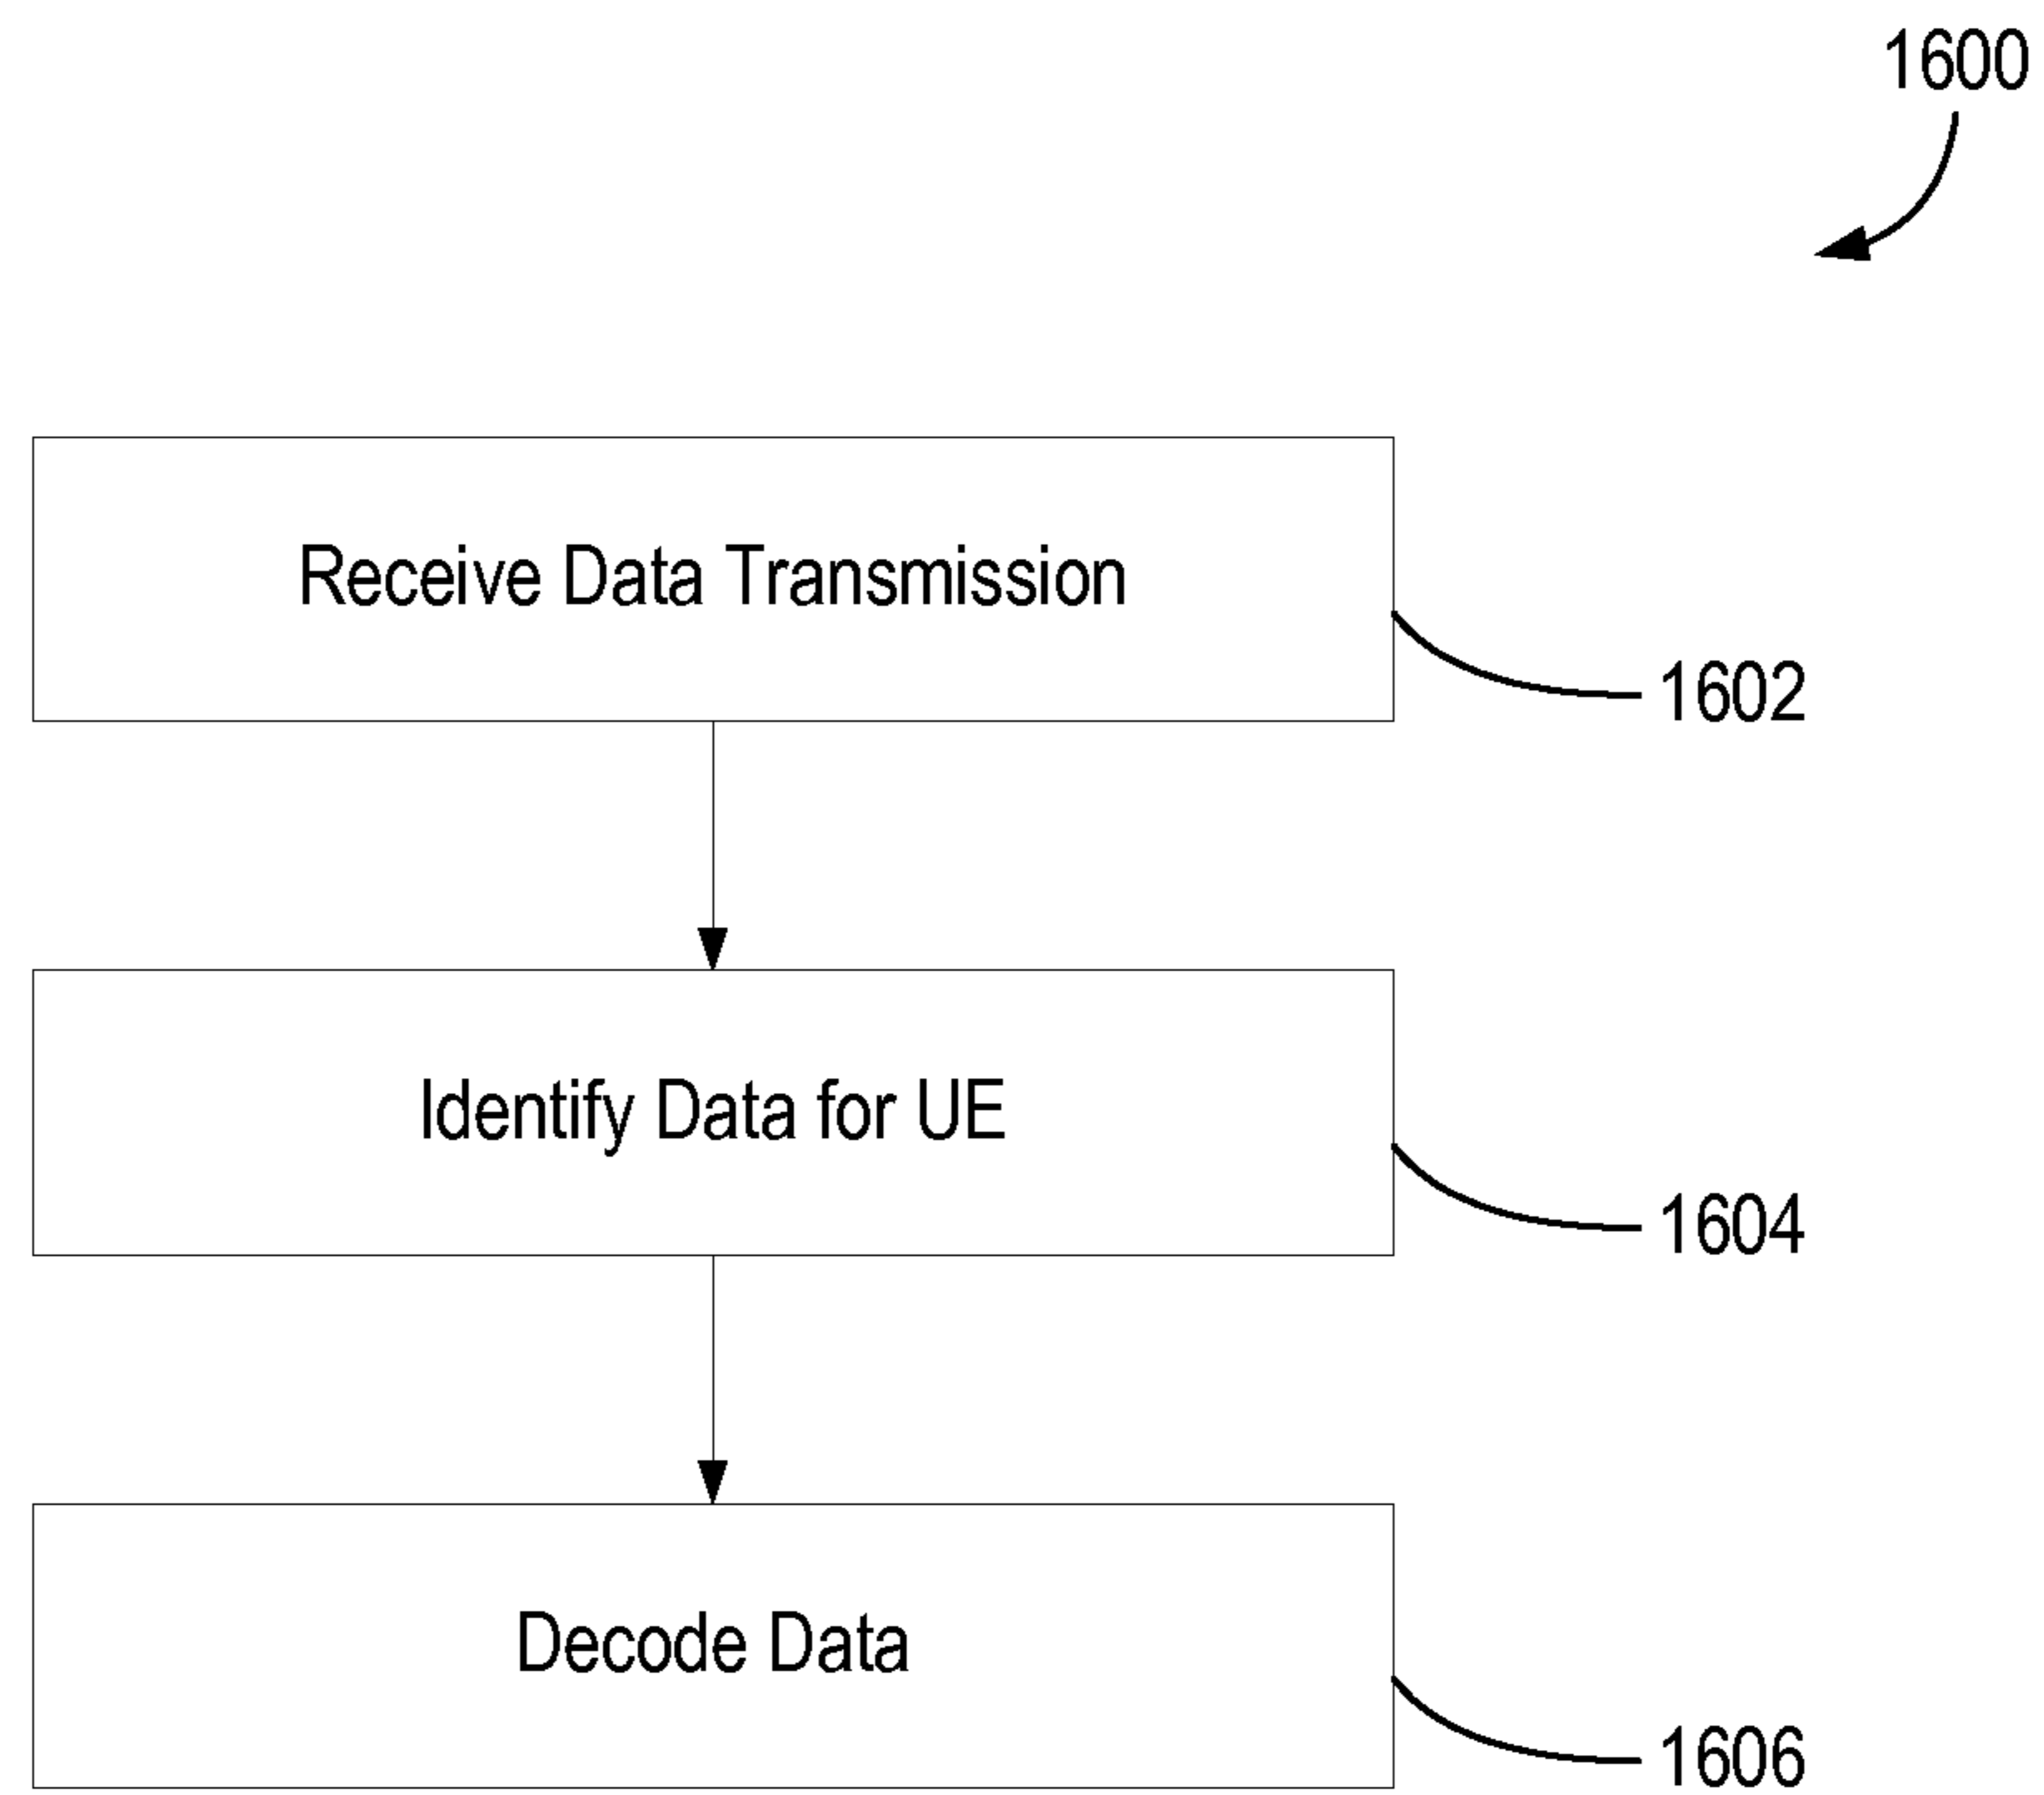 1600
Receive Data Transmission
1602
Identify Data for UE
1604
Decode Data
1606